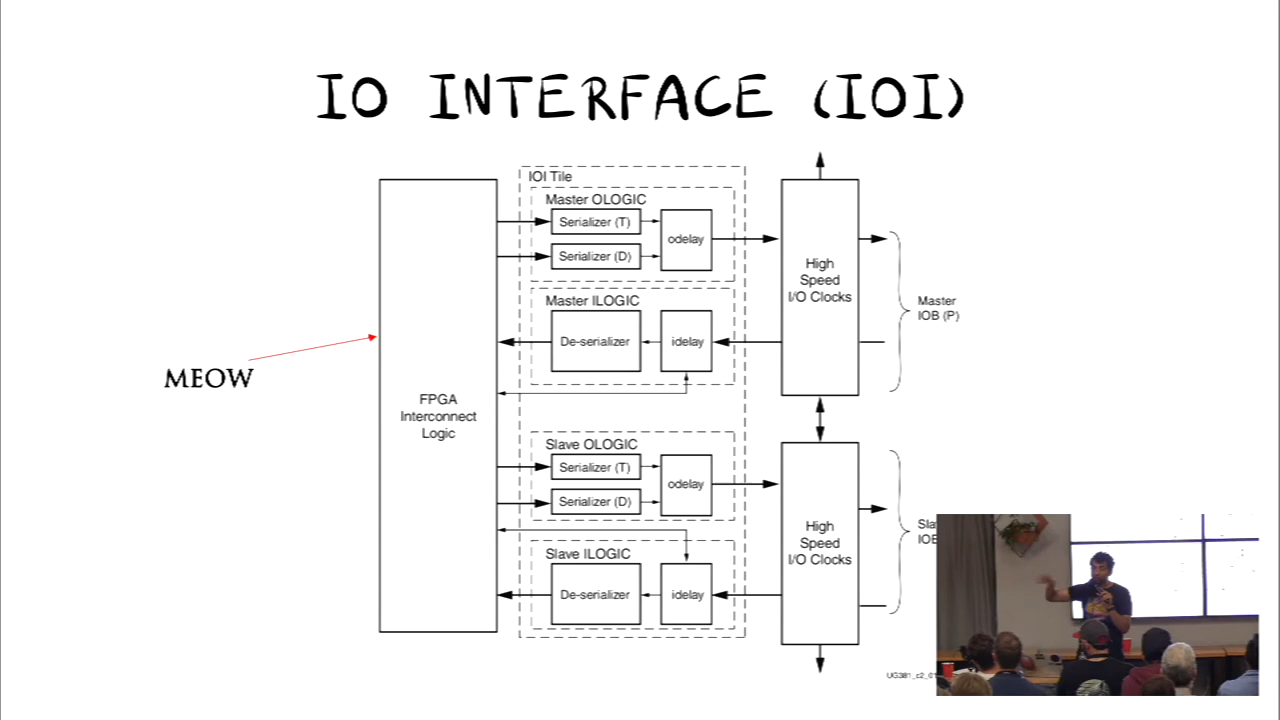 IO INTERFACE (IOI)
IOI Tile
Master OLOGIC
Serializer (T)
odelay
Serializer (D)
High
Speed
I/O Clocks
Master
IOB (P)
Master ILOGIC
De-serializer
idelay
MEOW
FPGA
Interconnect
Logic
Slave OLOGIC
Serializer (T)
odelay
Serializer (D)
High
Speed
I/O Clocks
Slave ILOGIC
De-serializer
idelay